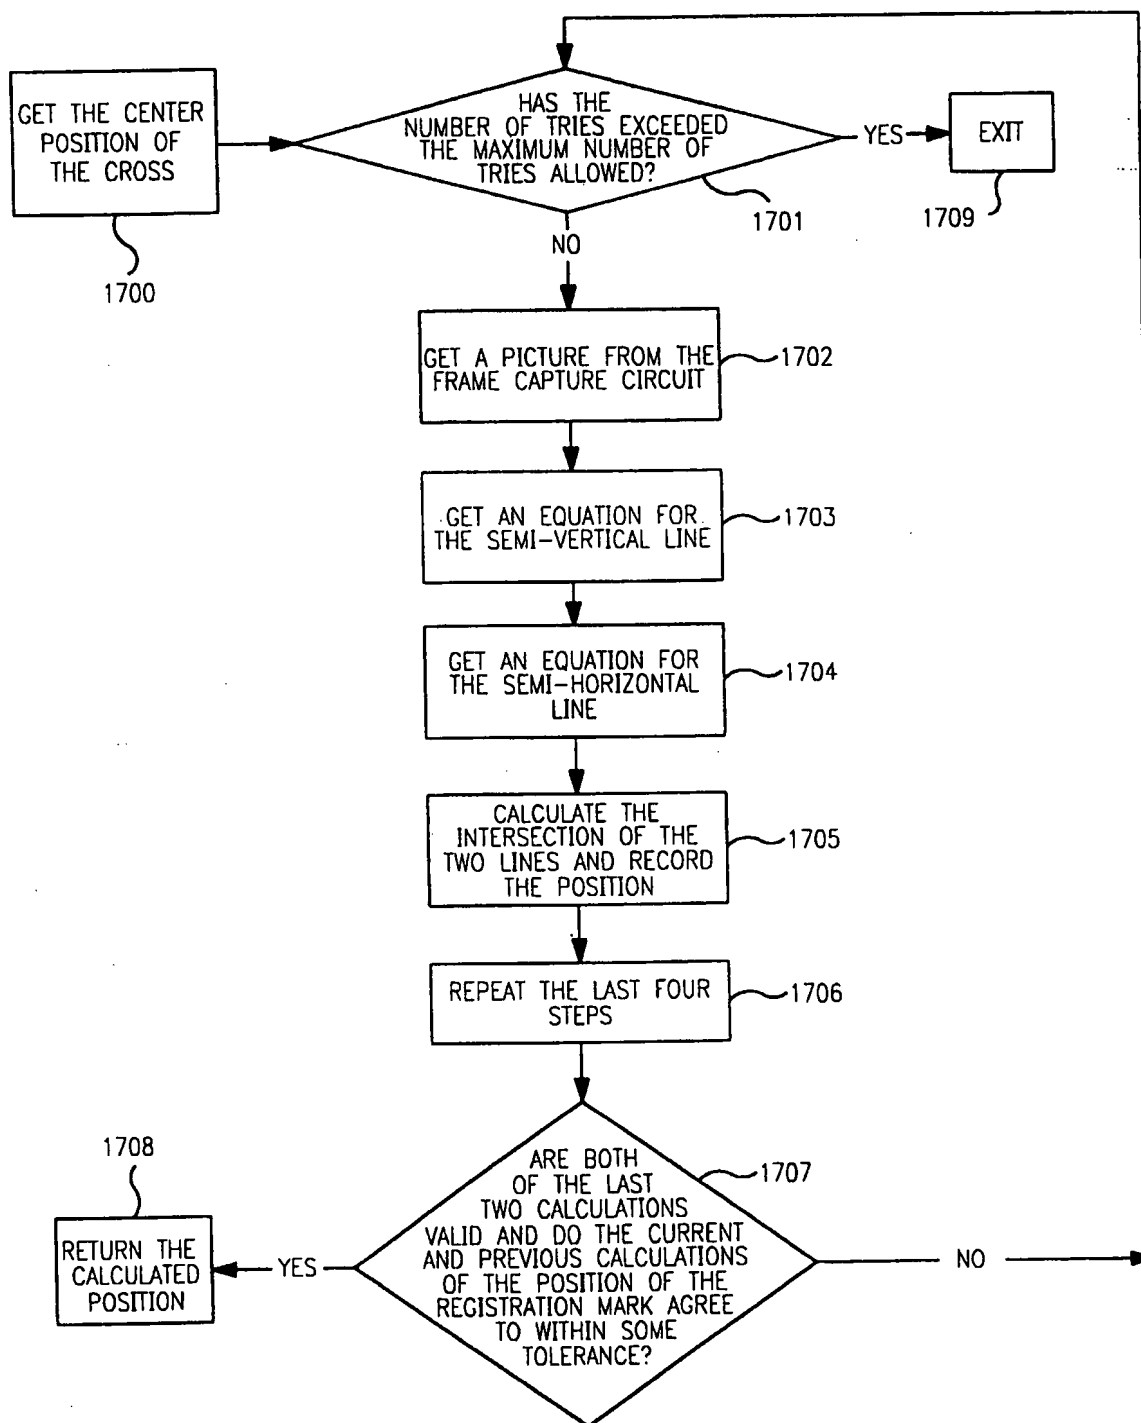 GET THE CENTER
POSITION OF
THE CROSS
1700
HAS THE
NUMBER OF TRIES EXCEEDED
THE MAXIMUM NUMBER OF
TRIES ALLOWED?
1701
YES
EXIT
1709
NO
GET A PICTURE FROM THE
FRAME CAPTURE CIRCUIT
1702
GET AN EQUATION FOR
THE SEMI-VERTICAL LINE
1703
GET AN EQUATION FOR
THE SEMI-HORIZONTAL
LINE
1704
CALCULATE THE
INTERSECTION OF THE
TWO LINES AND RECORD
THE POSITION
1705
REPEAT THE LAST FOUR
STEPS
1706
ARE BOTH
OF THE LAST
TWO CALCULATIONS
VALID AND DO THE CURRENT
AND PREVIOUS CALCULATIONS
OF THE POSITION OF THE
REGISTRATION MARK AGREE
TO WITHIN SOME
TOLERANCE?
1707
YES
NO
1708
RETURN THE
CALCULATED
POSITION